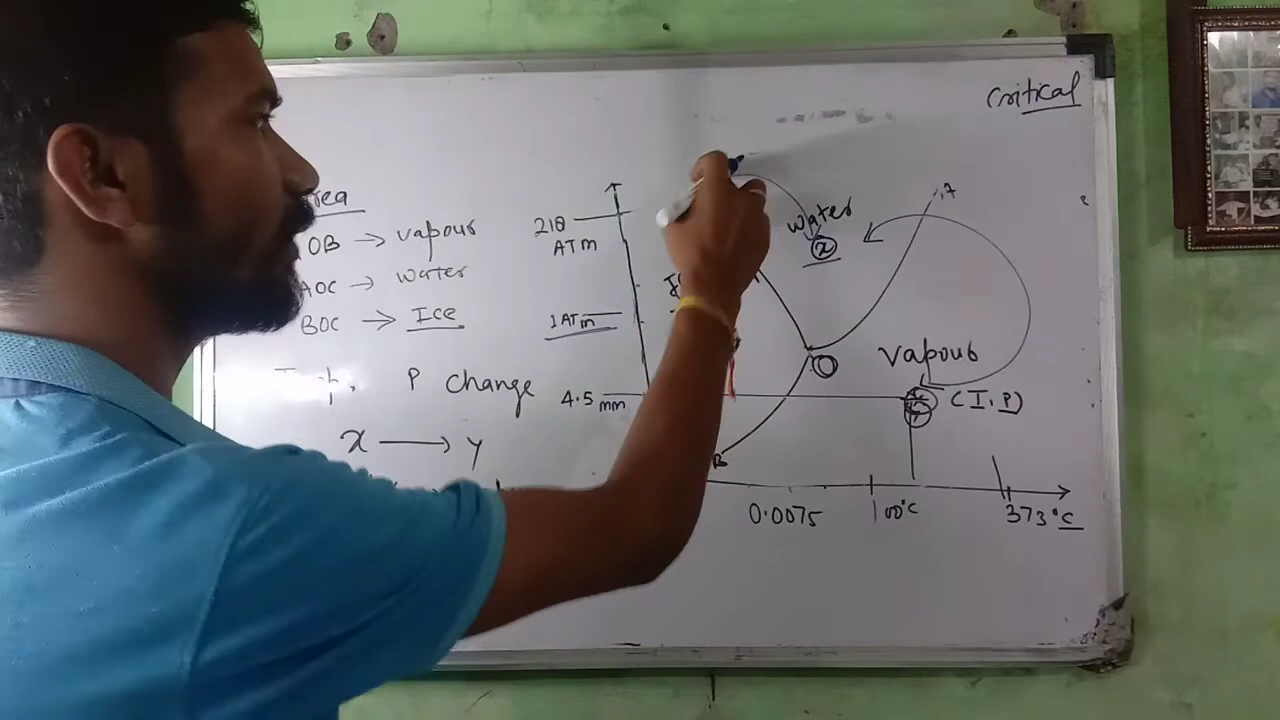 Critical
rea
OB → vapour
AOC → water
BOC → Ice
P change
x → y
218
ATm
1 ATm
4.5 mm
water
x
A
O
vapour
(T, P)
B
0.0075
100°C
373°C